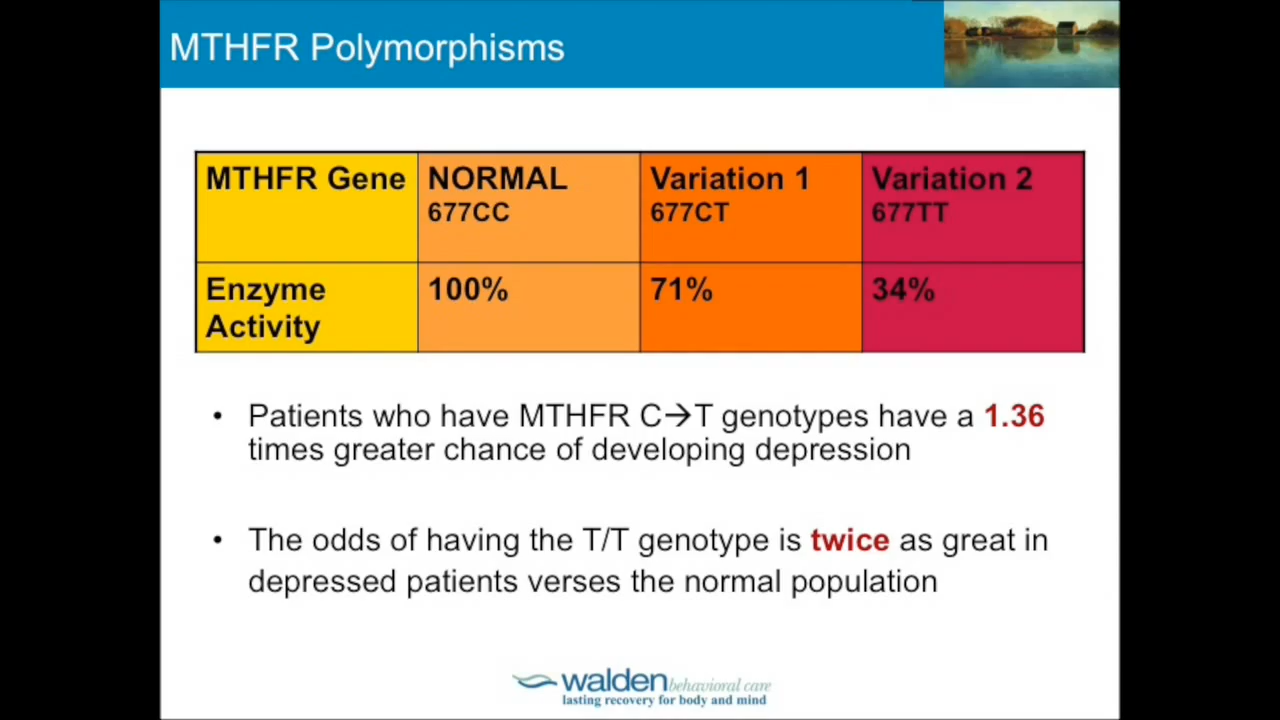 MTHFR Polymorphisms
MTHFR Gene NORMAL Variation 1 Variation 2
677CC 677CT 677TT
Enzyme 100% 71% 34%
Activity
• Patients who have MTHFR C→T genotypes have a 1.36
times greater chance of developing depression
• The odds of having the T/T genotype is twice as great in
depressed patients verses the normal population
walden behavioral care
lasting recovery for body and mind